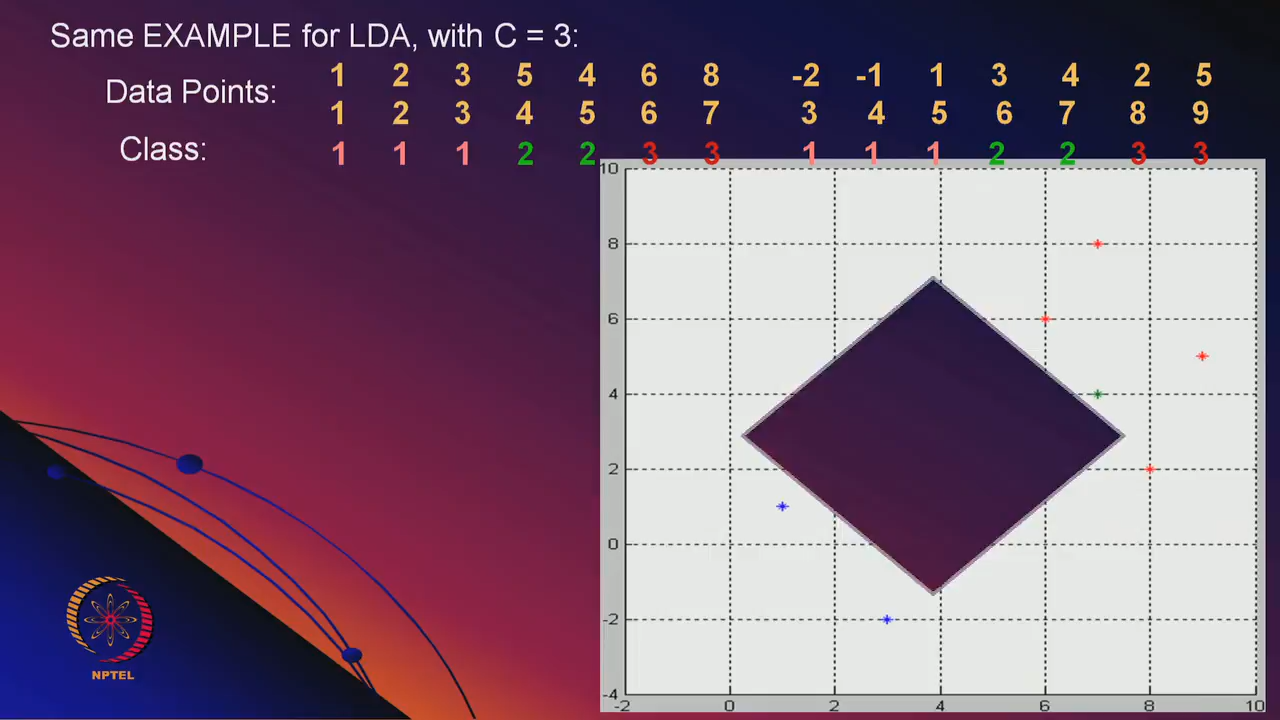 Same EXAMPLE for LDA, with C = 3:
Data Points: 1 2 3 5 4 6 8 -2 -1 1 3 4 2 5
1 2 3 4 5 6 7 3 4 5 6 7 8 9
Class: 1 1 1 2 2 3 3 1 1 1 2 2 3 3
10
8
6
4
2
0
-2
-4
-2 0 2 4 6 8 10
NPTEL